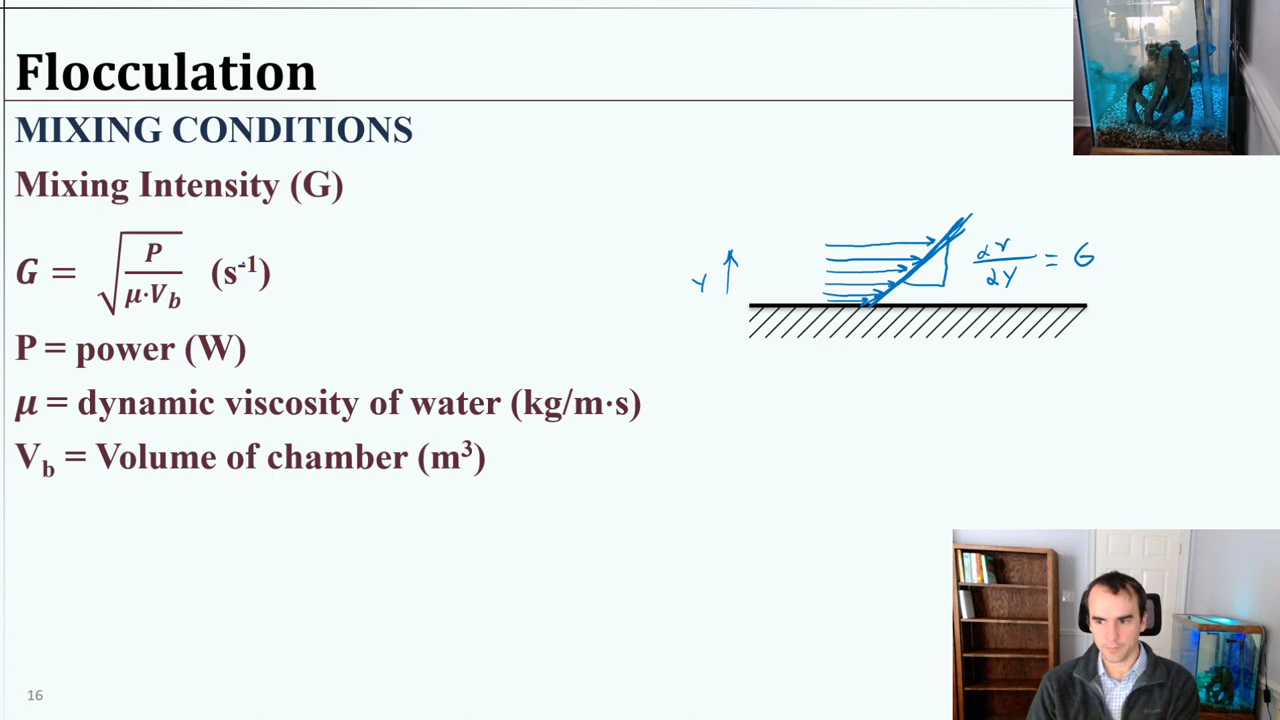 Flocculation
MIXING CONDITIONS
Mixing Intensity (G)
G = √(P / μ·V_b) (s⁻¹)
P = power (W)
μ = dynamic viscosity of water (kg/m·s)
V_b = Volume of chamber (m³)
Y
dv/dy = G
16